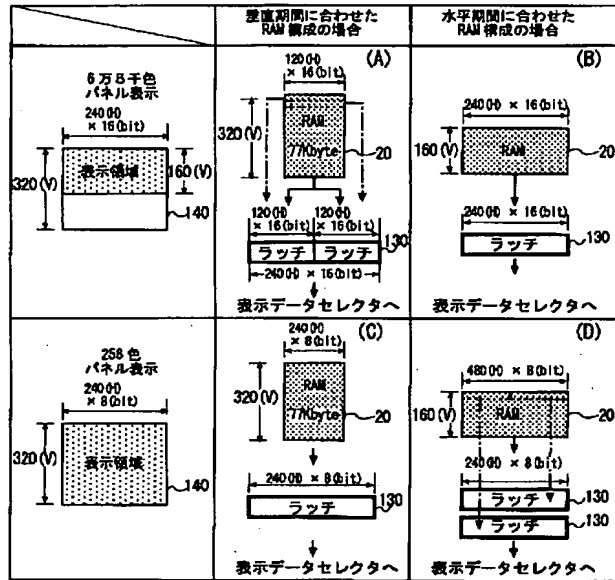 垂直期間に合わせた
RAM構成の場合
水平期間に合わせた
RAM構成の場合
6万8千色
パネル表示
240(H)
× 16(bit)
320(V)
表示領域
160(V)
140
(A)
120(H)
× 16(bit)
320(V)
RAM
77Kbyte
20
120(H)
× 16(bit)
120(H)
× 16(bit)
130
ラッチ
ラッチ
240(H) × 16(bit)
表示データセレクタへ
(B)
240(H) × 16(bit)
160(V)
RAM
20
240(H) × 16(bit)
ラッチ
130
表示データセレクタへ
256色
パネル表示
240(H)
× 8(bit)
320(V)
表示領域
140
(C)
240(H)
× 8(bit)
320(V)
RAM
77Kbyte
20
240(H) × 8(bit)
130
ラッチ
表示データセレクタへ
(D)
480(H) × 8(bit)
160(V)
RAM
20
240(H) × 8(bit)
ラッチ
130
ラッチ
130
表示データセレクタへ